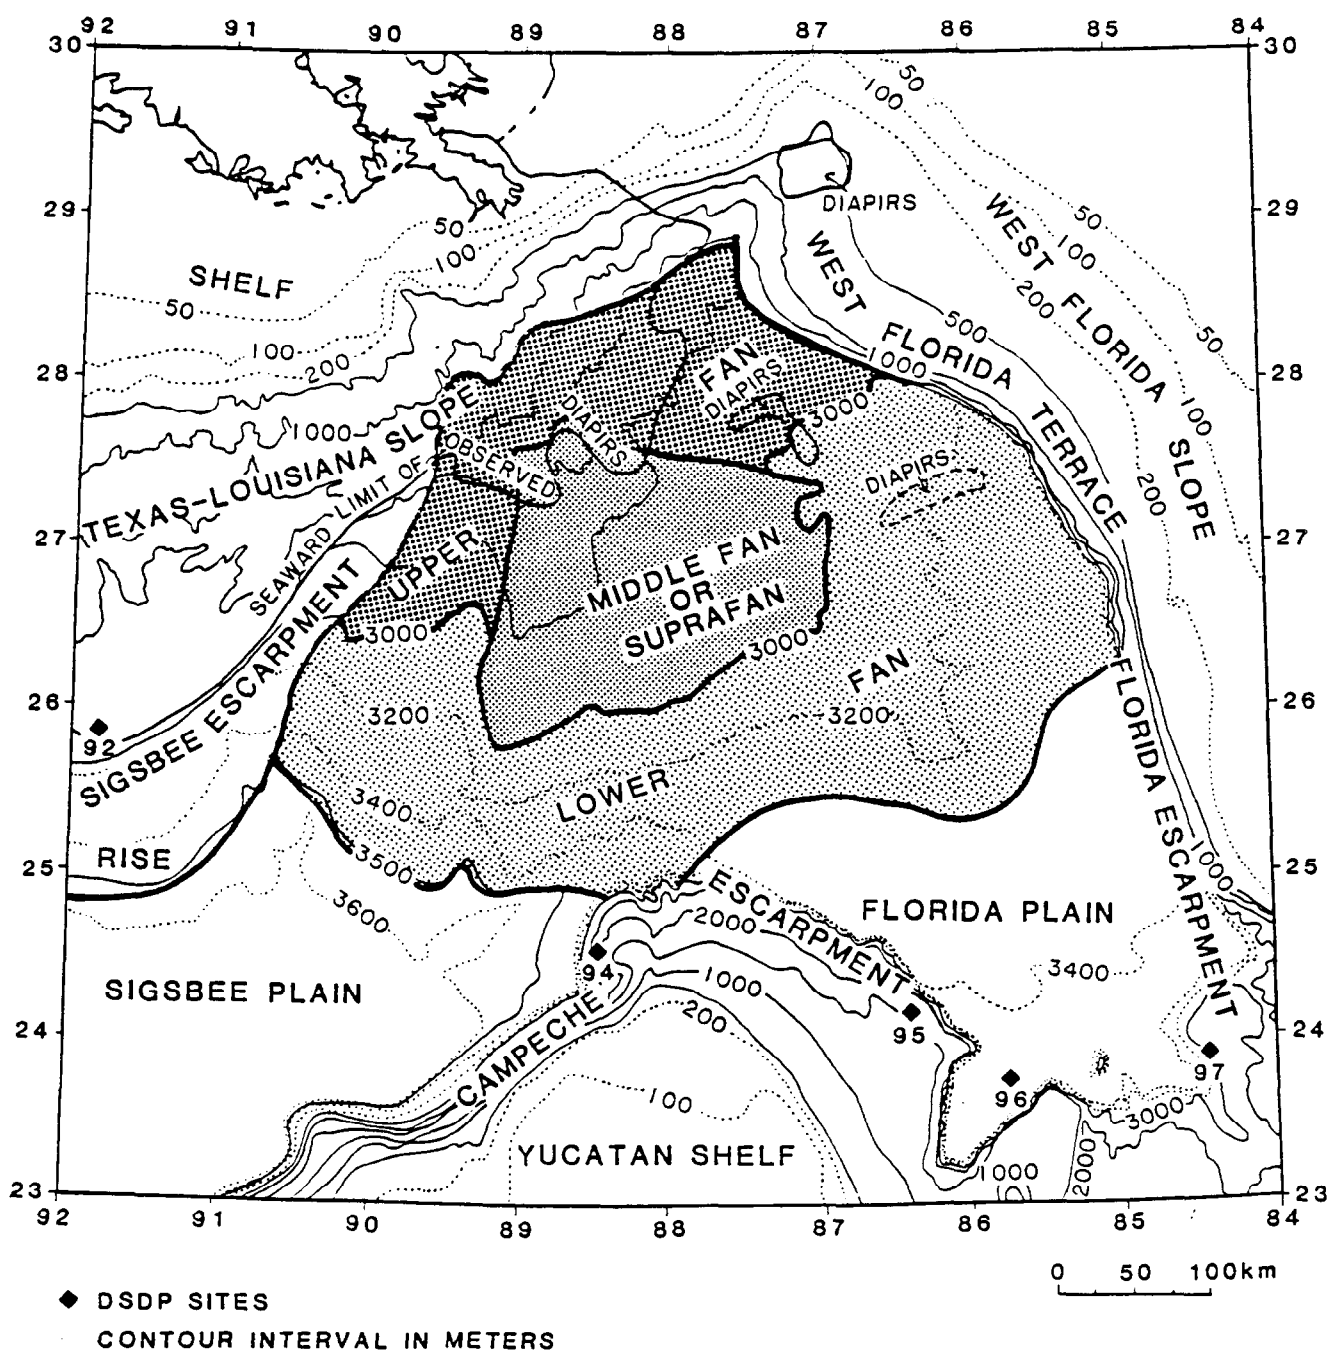 92 91 90 89 88 87 86 85 84
30 30
50
100
DIAPIRS
29 29
50
100
WEST FLORIDA SLOPE
50
100
200
WEST FLORIDA TERRACE
SHELF
50
500
50
100
200
1000
FAN
DIAPIRS
28 28
3000
100
200
DIAPIRS
1000
TEXAS-LOUISIANA SLOPE
SEAWARD LIMIT OF OBSERVED
DIAPIRS
27 27
UPPER
MIDDLE FAN
OR
SUPRAFAN
3000
3000
FAN
SIGSBEE ESCARPMENT
26 26
92
3200
3200
FLORIDA ESCARPMENT
LOWER
3400
RISE
3500
25 25
1000
3600
ESCARPMENT
2000
FLORIDA PLAIN
94
3400
SIGSBEE PLAIN
1000
200
24 24
95
97
CAMPECHE
96
100
3000
YUCATAN SHELF
1000
2000
23 23
92 91 90 89 88 87 86 85 84
0 50 100km
◆ DSDP SITES
CONTOUR INTERVAL IN METERS